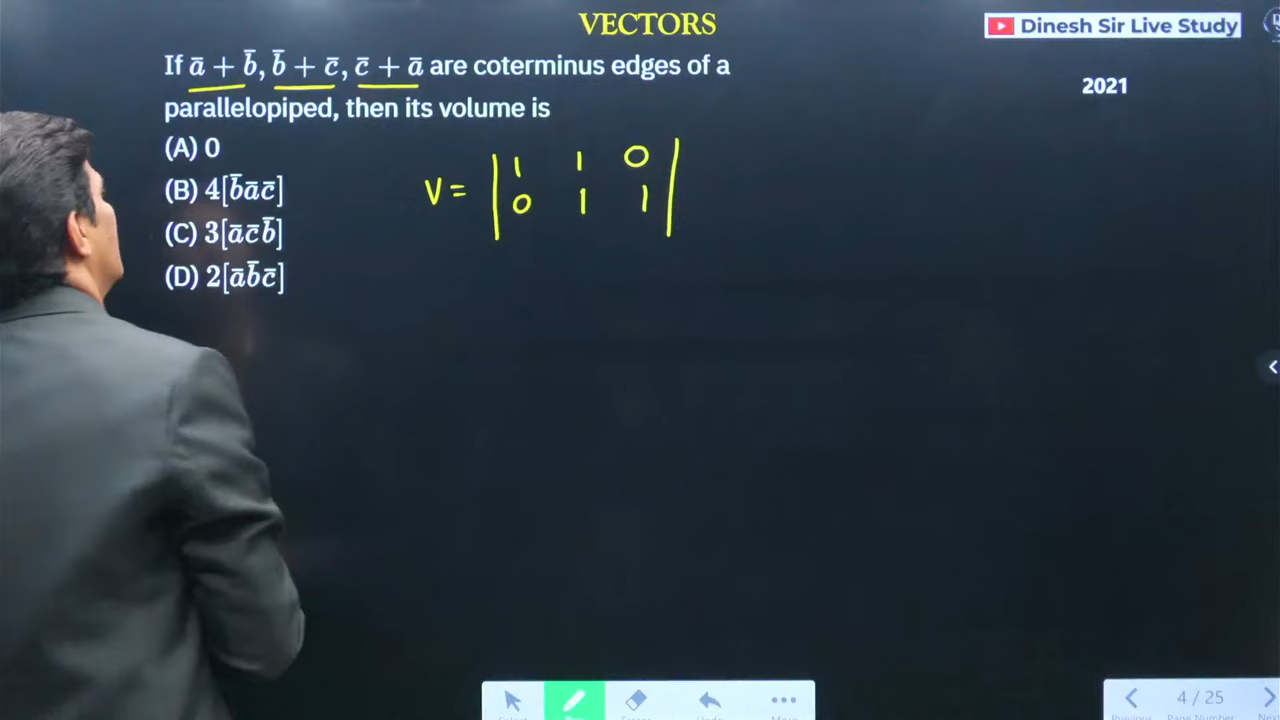 VECTORS
Dinesh Sir Live Study
If ā + b̄, b̄ + c̄, c̄ + ā are coterminus edges of a
parallelopiped, then its volume is
2021
(A) 0
(B) 4[b̄āc̄]
(C) 3[āc̄b̄]
(D) 2[āb̄c̄]
V = | 1 1 0 |
| 0 1 1 |
4 / 25